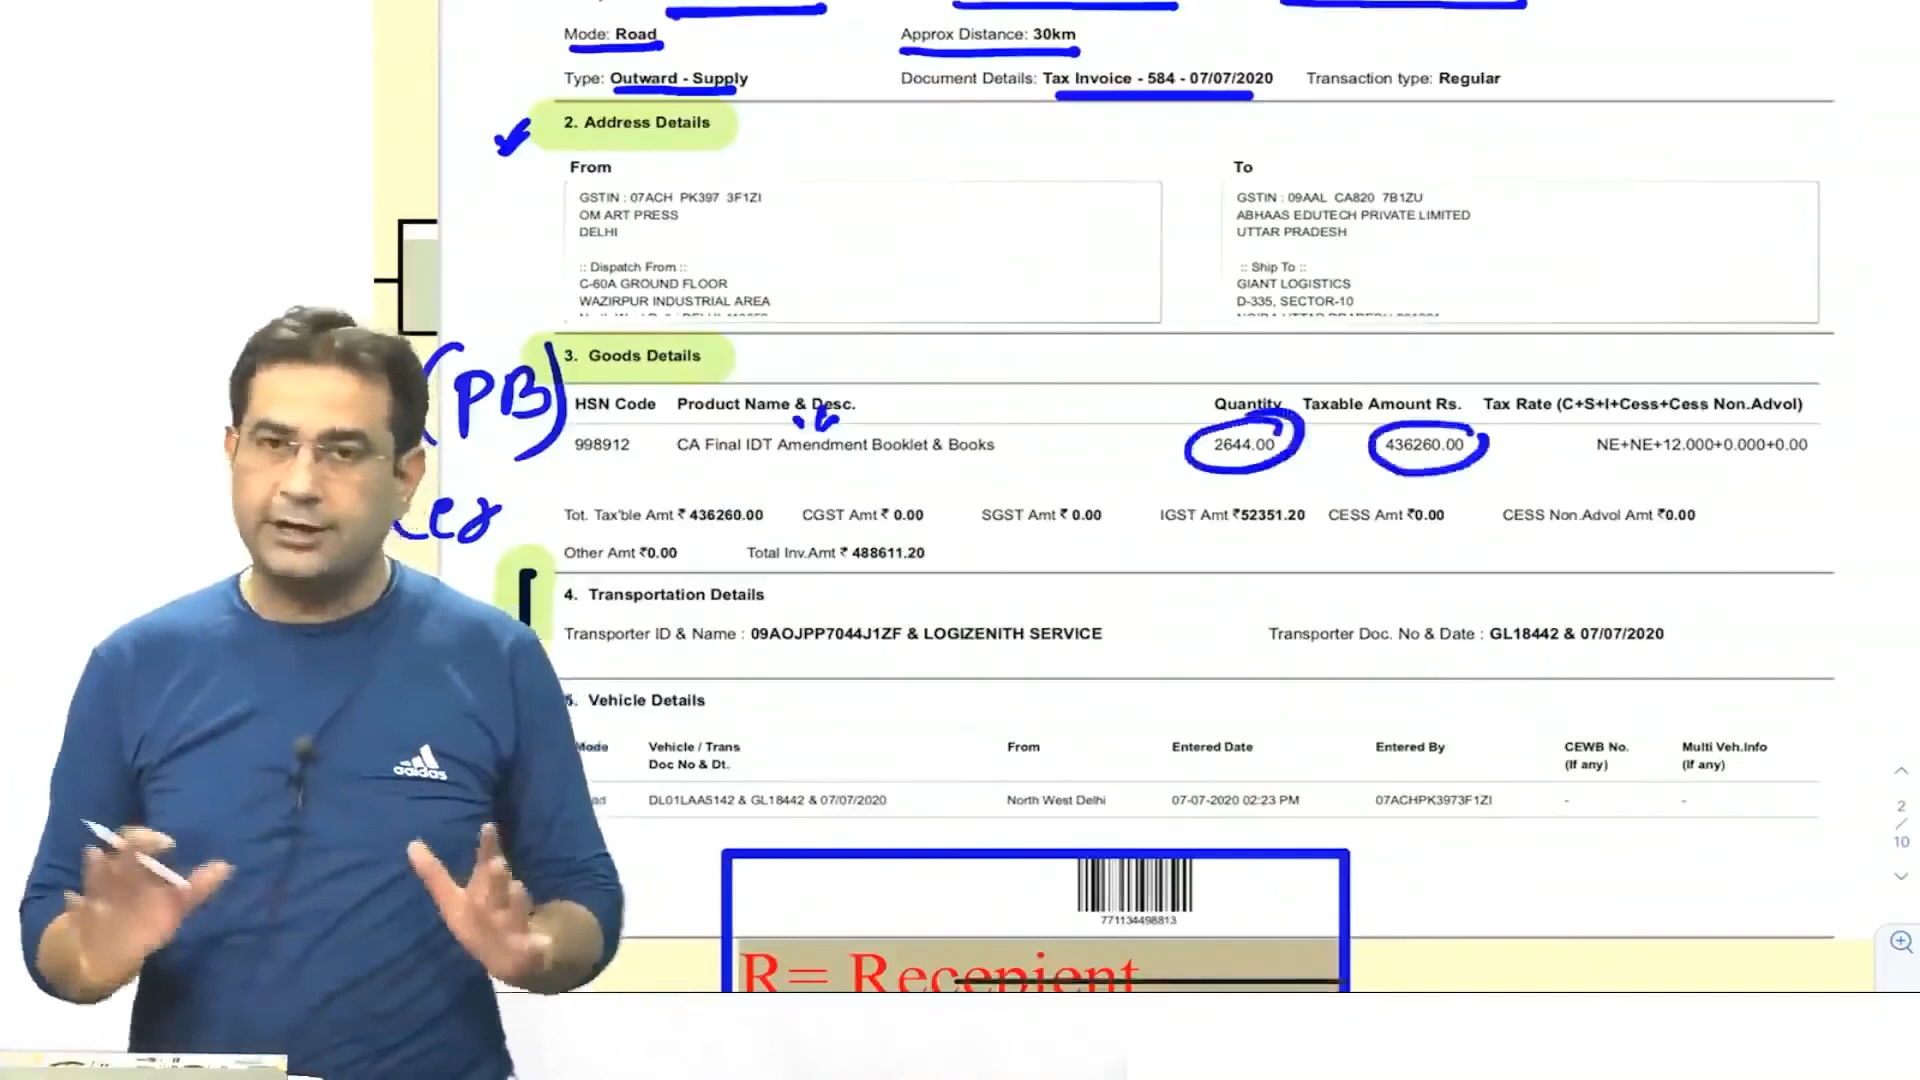 Mode: Road
Approx Distance: 30km
Type: Outward - Supply
Document Details: Tax Invoice - 584 - 07/07/2020
Transaction type: Regular
2. Address Details
From
GSTIN : 07ACH PK397 3F1ZI
OM ART PRESS
DELHI
:: Dispatch From ::
C-60A GROUND FLOOR
WAZIRPUR INDUSTRIAL AREA
To
GSTIN : 09AAL CA820 7B1ZU
ABHAAS EDUTECH PRIVATE LIMITED
UTTAR PRADESH
:: Ship To ::
GIANT LOGISTICS
D-335, SECTOR-10
(PB)
3. Goods Details
HSN Code Product Name & Desc. Quantity Taxable Amount Rs. Tax Rate (C+S+I+Cess+Cess Non.Advol)
998912 CA Final IDT Amendment Booklet & Books 2644.00 436260.00 NE+NE+12.000+0.000+0.00
Tot. Tax'ble Amt ₹ 436260.00 CGST Amt ₹ 0.00 SGST Amt ₹ 0.00 IGST Amt ₹52351.20 CESS Amt ₹0.00 CESS Non.Advol Amt ₹0.00
Other Amt ₹0.00 Total Inv.Amt ₹ 488611.20
4. Transportation Details
Transporter ID & Name : 09AOJPP7044J1ZF & LOGIZENITH SERVICE
Transporter Doc. No & Date : GL18442 & 07/07/2020
5. Vehicle Details
Mode Vehicle / Trans From Entered Date Entered By CEWB No. Multi Veh.Info
Doc No & Dt. (If any) (If any)
DL01LAA5142 & GL18442 & 07/07/2020 North West Delhi 07-07-2020 02:23 PM 07ACHPK3973F1ZI - -
771134498813
R= Recepient
adidas
2
/
10